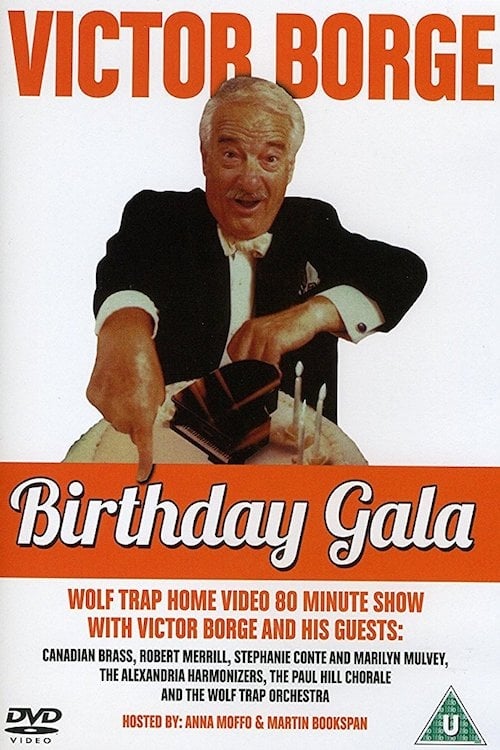 VICTOR BORGE
Birthday Gala
WOLF TRAP HOME VIDEO 80 MINUTE SHOW
WITH VICTOR BORGE AND HIS GUESTS:
CANADIAN BRASS, ROBERT MERRILL, STEPHANIE CONTE AND MARILYN MULVEY,
THE ALEXANDRIA HARMONIZERS, THE PAUL HILL CHORALE
AND THE WOLF TRAP ORCHESTRA
HOSTED BY: ANNA MOFFO & MARTIN BOOKSPAN
DVD
VIDEO
U